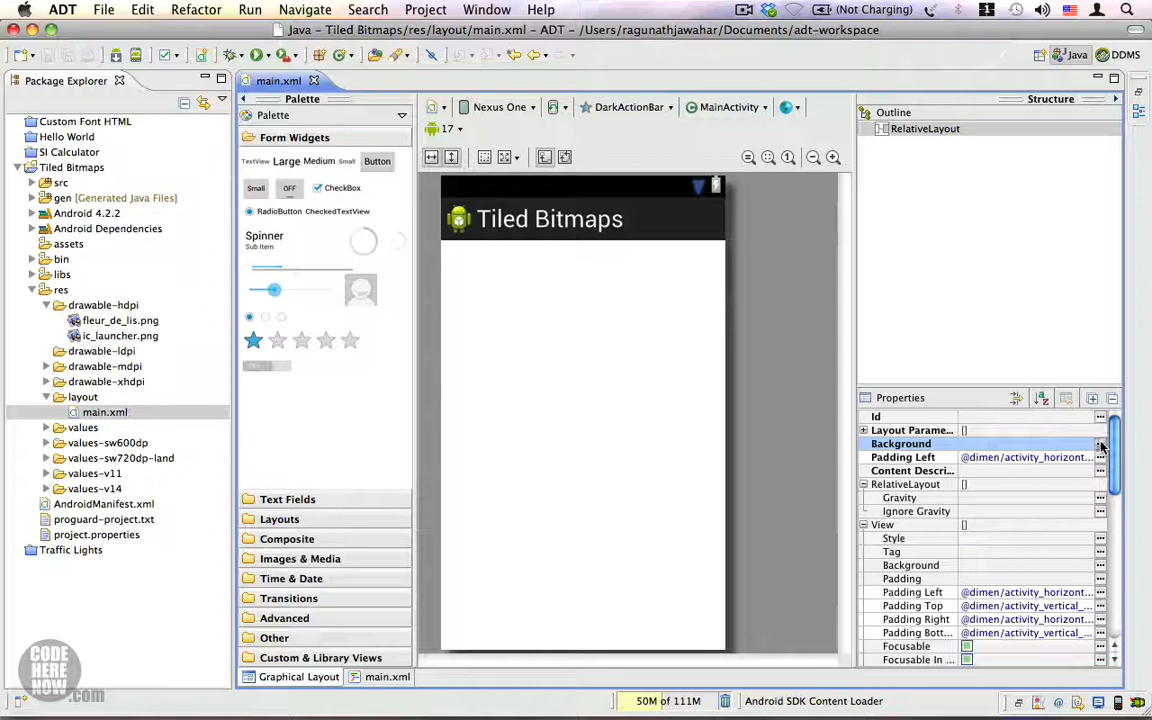 ADT File Edit Refactor Run Navigate Search Project Window Help (Not Charging) 1
Java – Tiled Bitmaps/res/layout/main.xml – ADT – /Users/ragunathjawahar/Documents/adt-workspace
Java DDMS
Package Explorer
main.xml
Custom Font HTML
Hello World
SI Calculator
Tiled Bitmaps
src
gen [Generated Java Files]
Android 4.2.2
Android Dependencies
assets
bin
libs
res
drawable-hdpi
fleur_de_lis.png
ic_launcher.png
drawable-ldpi
drawable-mdpi
drawable-xhdpi
layout
main.xml
values
values-sw600dp
values-sw720dp-land
values-v11
values-v14
AndroidManifest.xml
proguard-project.txt
project.properties
Traffic Lights
Palette
Palette
Form Widgets
TextView Large Medium Small Button
Small OFF CheckBox
RadioButton CheckedTextView
Spinner
Sub Item
Text Fields
Layouts
Composite
Images & Media
Time & Date
Transitions
Advanced
Other
Custom & Library Views
Graphical Layout main.xml
Nexus One DarkActionBar MainActivity
17
Tiled Bitmaps
Structure
Outline
RelativeLayout
Properties
Id
Layout Parame... []
Background
Padding Left @dimen/activity_horizont...
Content Descri...
RelativeLayout []
Gravity
Ignore Gravity
View []
Style
Tag
Background
Padding
Padding Left @dimen/activity_horizont...
Padding Top @dimen/activity_vertical_...
Padding Right @dimen/activity_horizont...
Padding Bott... @dimen/activity_vertical_...
Focusable
Focusable In ...
50M of 111M Android SDK Content Loader
CODE
HERE
NOW
.com